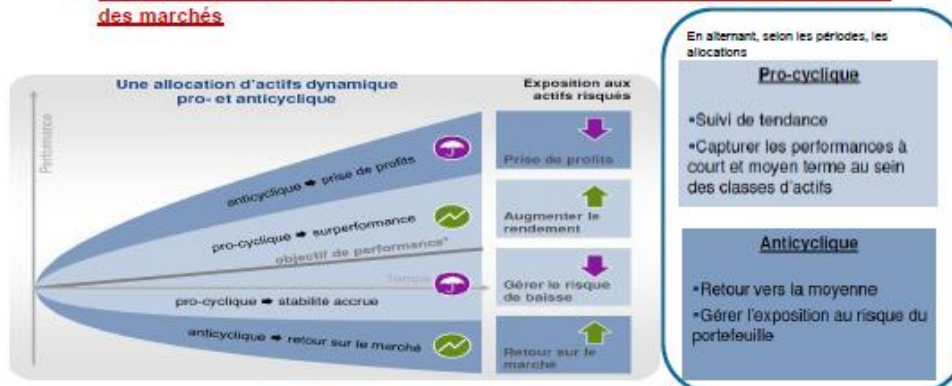 des marchés
En alternant, selon les périodes, les
allocations
Une allocation d'actifs dynamique
pro- et anticyclique
Exposition aux
actifs risqués
Performance
anticyclique ➡ prise de profits
pro-cyclique ➡ surperformance
objectif de performance*
Temps
pro-cyclique ➡ stabilité accrue
anticyclique ➡ retour sur le marché
Prise de profits
Augmenter le
rendement
Gérer le risque
de baisse
Retour sur le
marché
Pro-cyclique
▪Suivi de tendance
▪Capturer les performances à
court et moyen terme au sein
des classes d'actifs
Anticyclique
▪Retour vers la moyenne
▪Gérer l'exposition au risque du
portefeuille